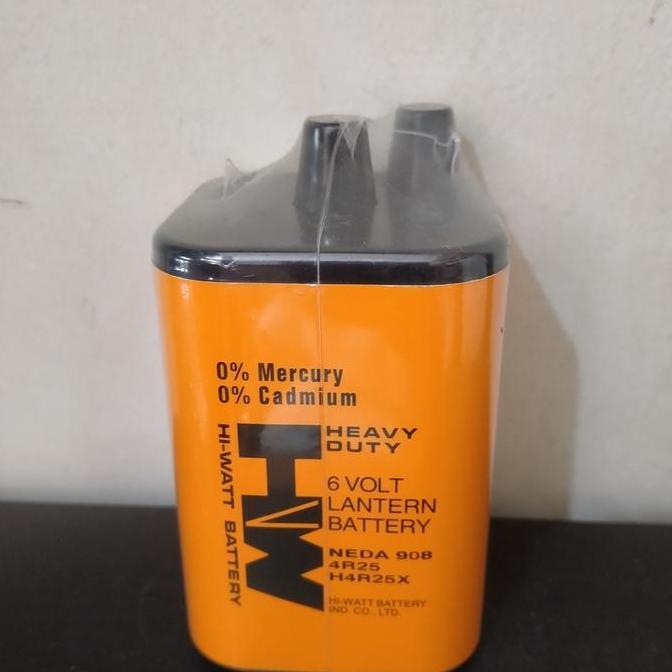 0% Mercury
0% Cadmium
HI-WATT BATTERY
HW
HEAVY
DUTY
6 VOLT
LANTERN
BATTERY
NEDA 908
4R25
H4R25X
HI-WATT BATTERY
IND. CO., LTD.